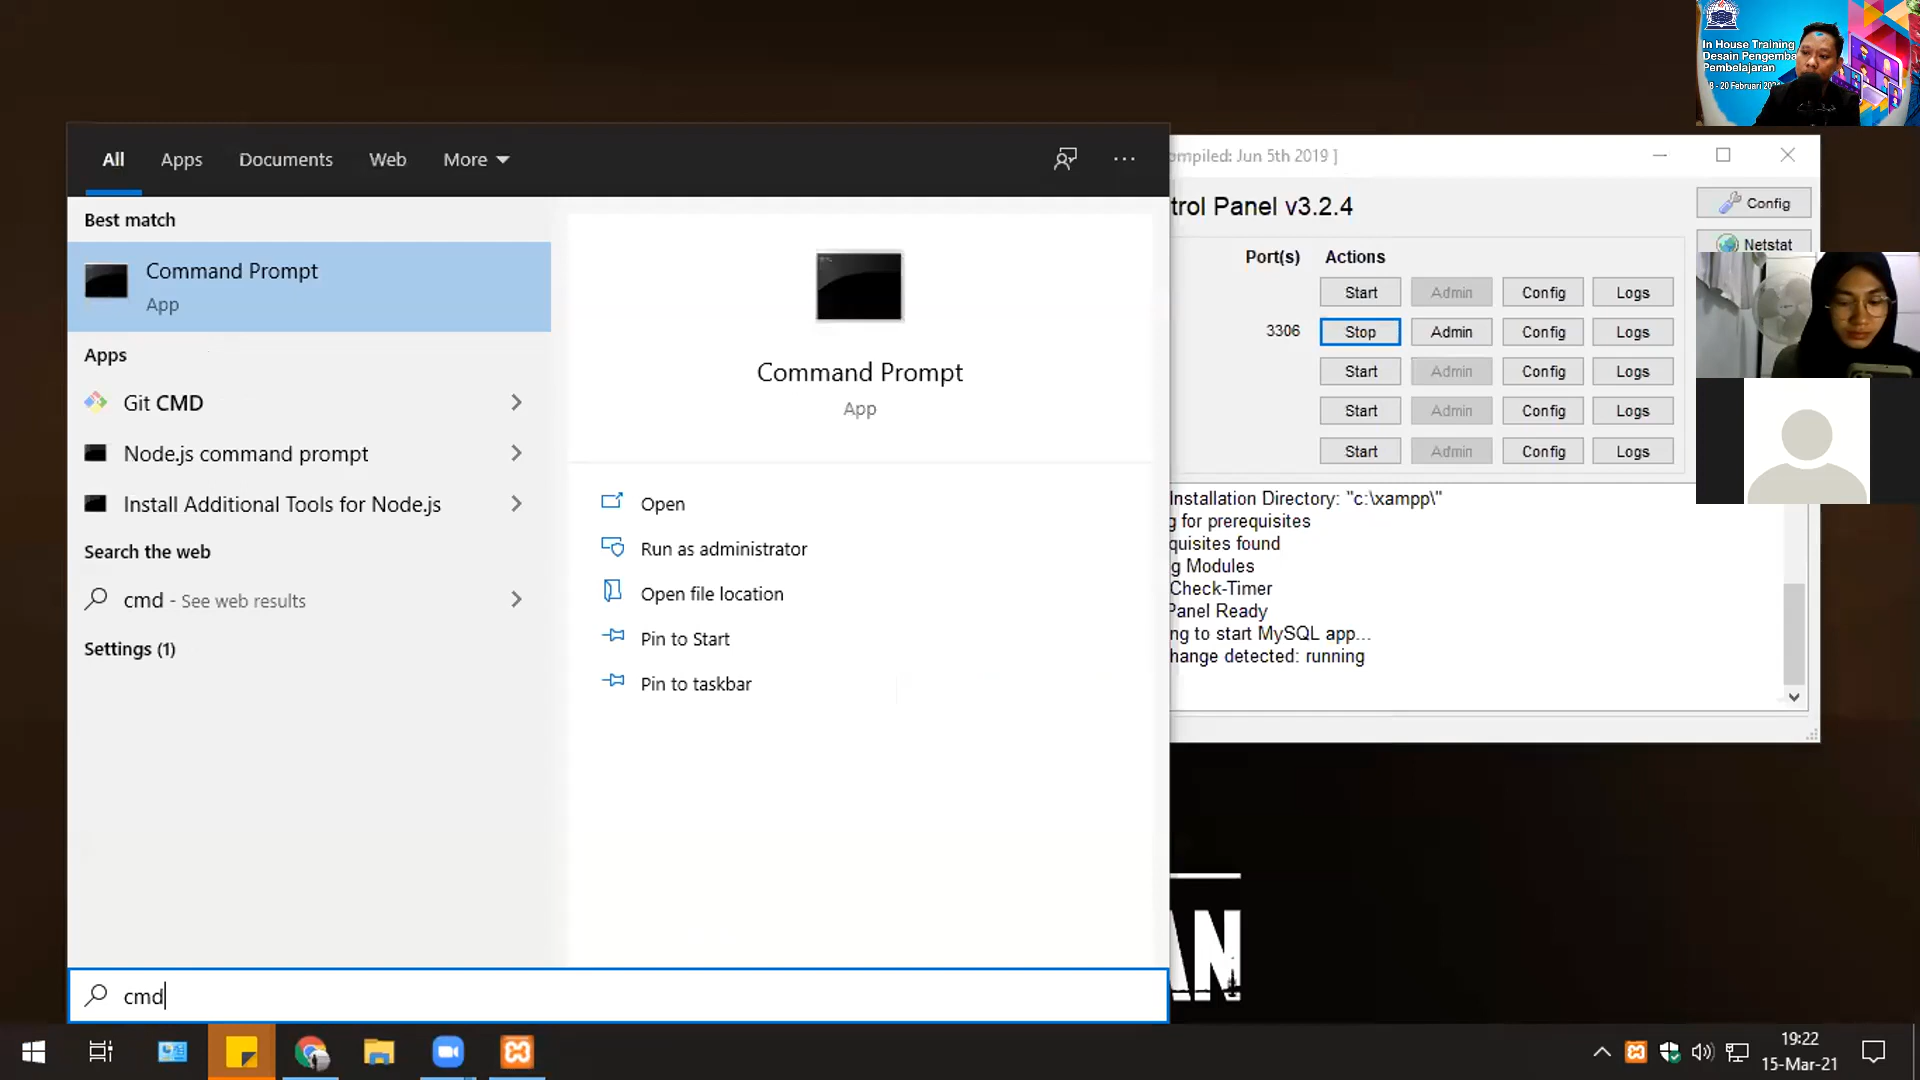 In House Training
Desain Pengemba
Pembelajaran
- 20 Februari
All
Apps
Documents
Web
More
Best match
Command Prompt
App
Apps
Git CMD
Node.js command prompt
Install Additional Tools for Node.js
Search the web
cmd - See web results
Settings (1)
Command Prompt
App
Open
Run as administrator
Open file location
Pin to Start
Pin to taskbar
cmd
ompiled: Jun 5th 2019 ]
trol Panel v3.2.4
Config
Netstat
Port(s) Actions
Start Admin Config Logs
3306 Stop Admin Config Logs
Start Admin Config Logs
Start Admin Config Logs
Start Admin Config Logs
Installation Directory: "c:\xampp\"
g for prerequisites
quisites found
g Modules
Check-Timer
Panel Ready
ng to start MySQL app...
hange detected: running
AN
19:22
15-Mar-21